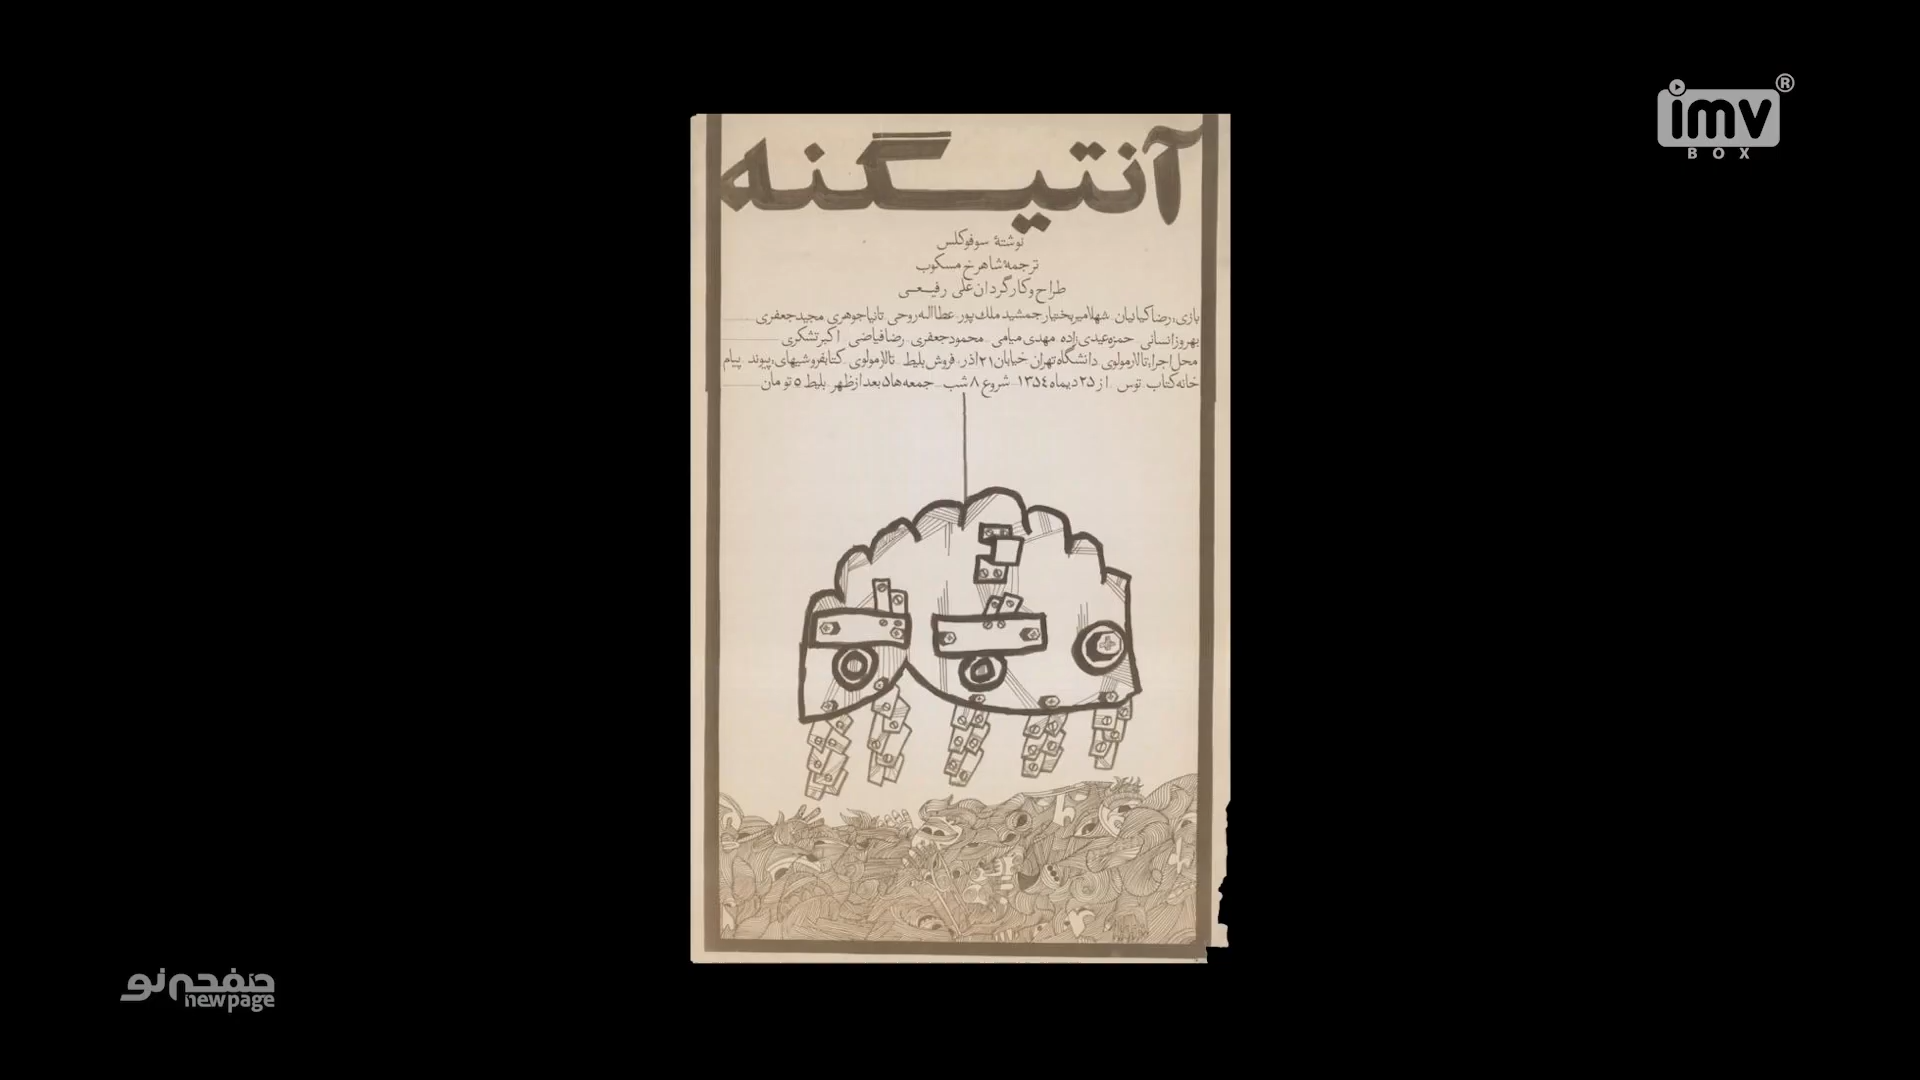 آنتیگنه
نوشتهٔ سوفوکلس
ترجمهٔ شاهرخ مسکوب
طراح و کارگردان علی رفیعی
بازی: رضا کیانیان شهلا میربختیار جمشید ملک پور عطااله روحی تانیا جوهری مجید جعفری
بهروز انسانی حمزه عیدی زاده مهدی میامی محمود جعفری رضا فیاضی اکبر تشکری
محل اجرا: تالار مولوی دانشگاه تهران خیابان ۲۱ آذر فروش بلیط تالار مولوی کتابفروشیهای: پیوند پیام
خانه کتاب توس از ۲۵ دیماه ۱۳۵۴ شروع ۸ شب جمعه ها ۵ بعد از ظهر بلیط ۵ تومان
imv®
BOX
صفحه نو
newpage